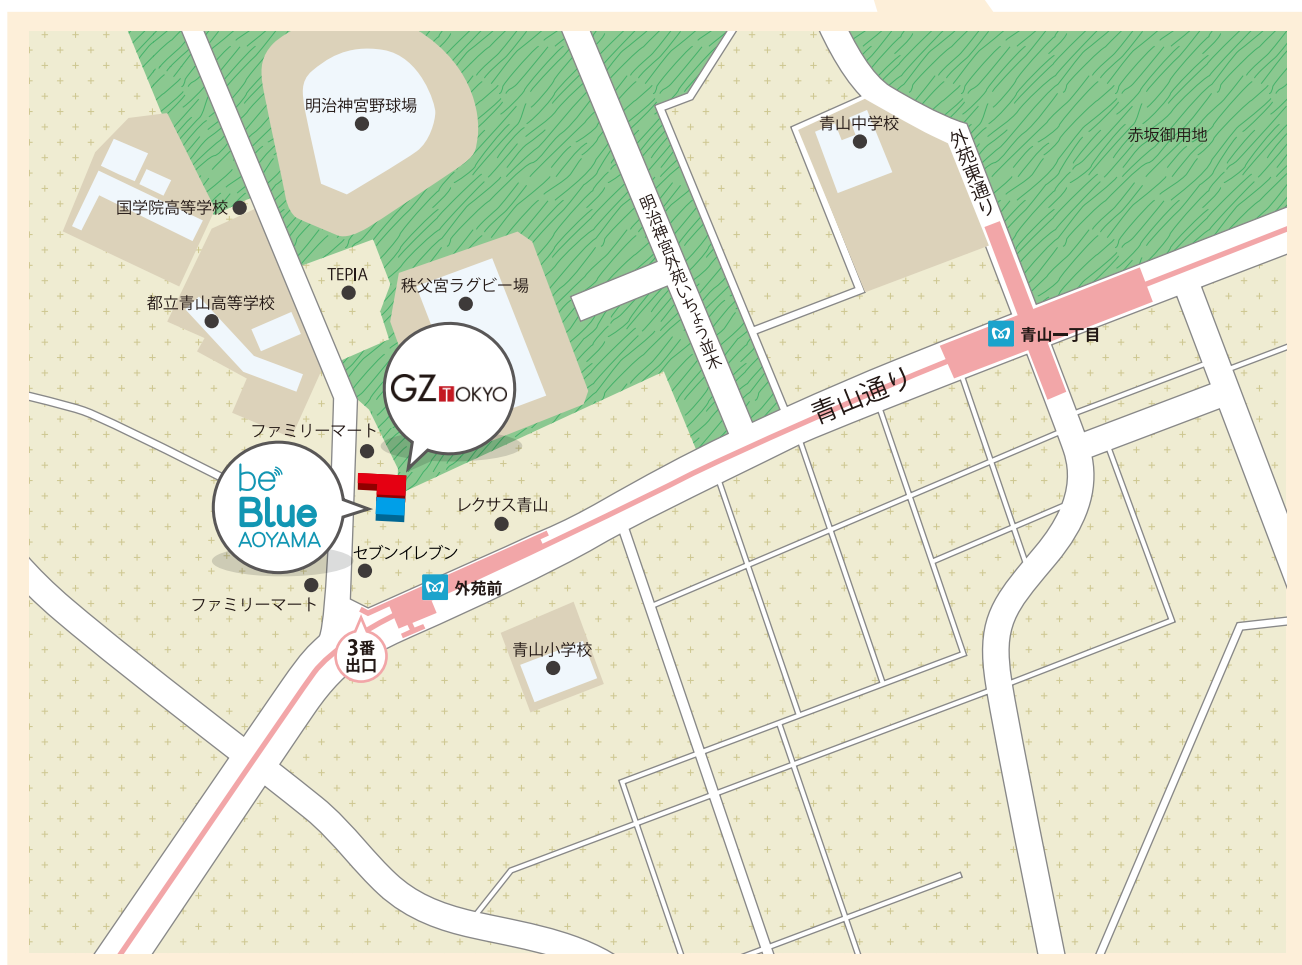 明治神宮野球場
青山中学校
外苑東通り
赤坂御用地
国学院高等学校
明治神宮外苑いちょう並木
TEPIA
秩父宮ラグビー場
都立青山高等学校
青山一丁目
GZ TOKYO
青山通り
ファミリーマート
be
Blue
AOYAMA
レクサス青山
セブンイレブン
外苑前
ファミリーマート
3番
出口
青山小学校